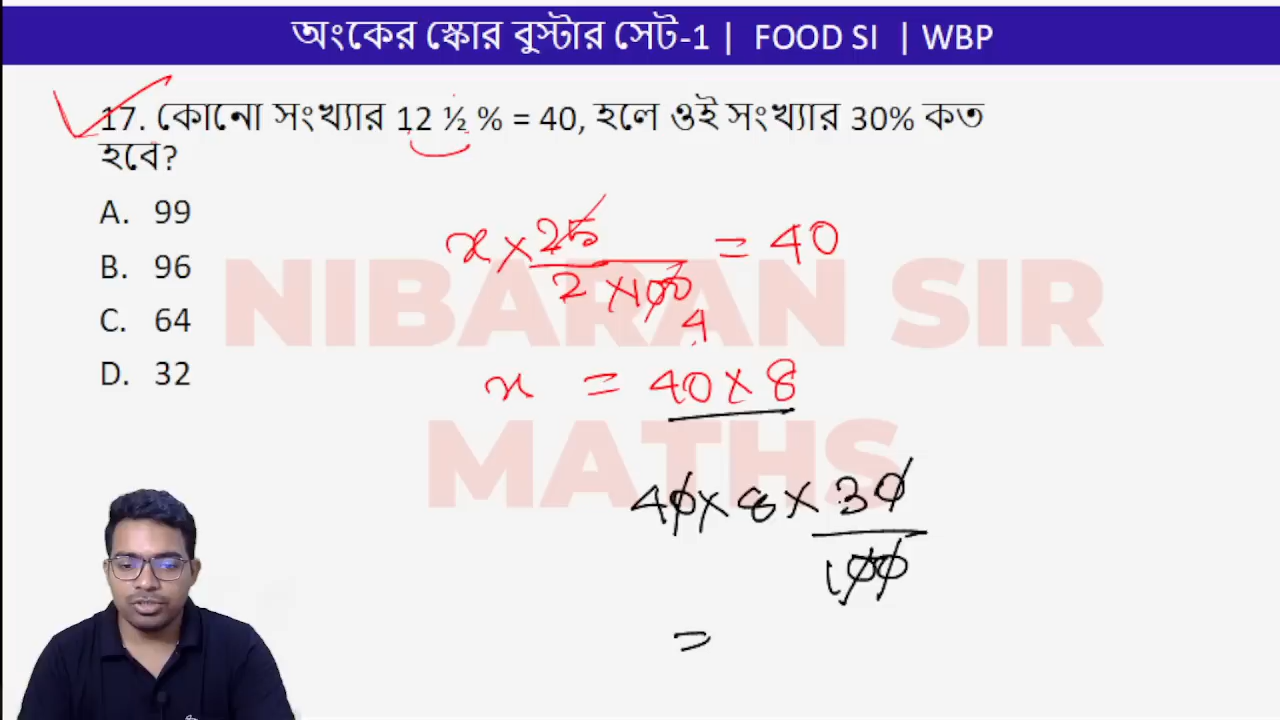 অংকের স্কোর বুস্টার সেট-1 | FOOD SI | WBP
17. কোনো সংখ্যার 12 ½ % = 40, হলে ওই সংখ্যার 30% কত
হবে?
A. 99
B. 96
C. 64
D. 32
x × 25 / 2 × 100 = 40
4
x = 40 × 8
40 × 8 × 30 / 100
=
NIBARAN SIR
MATHS